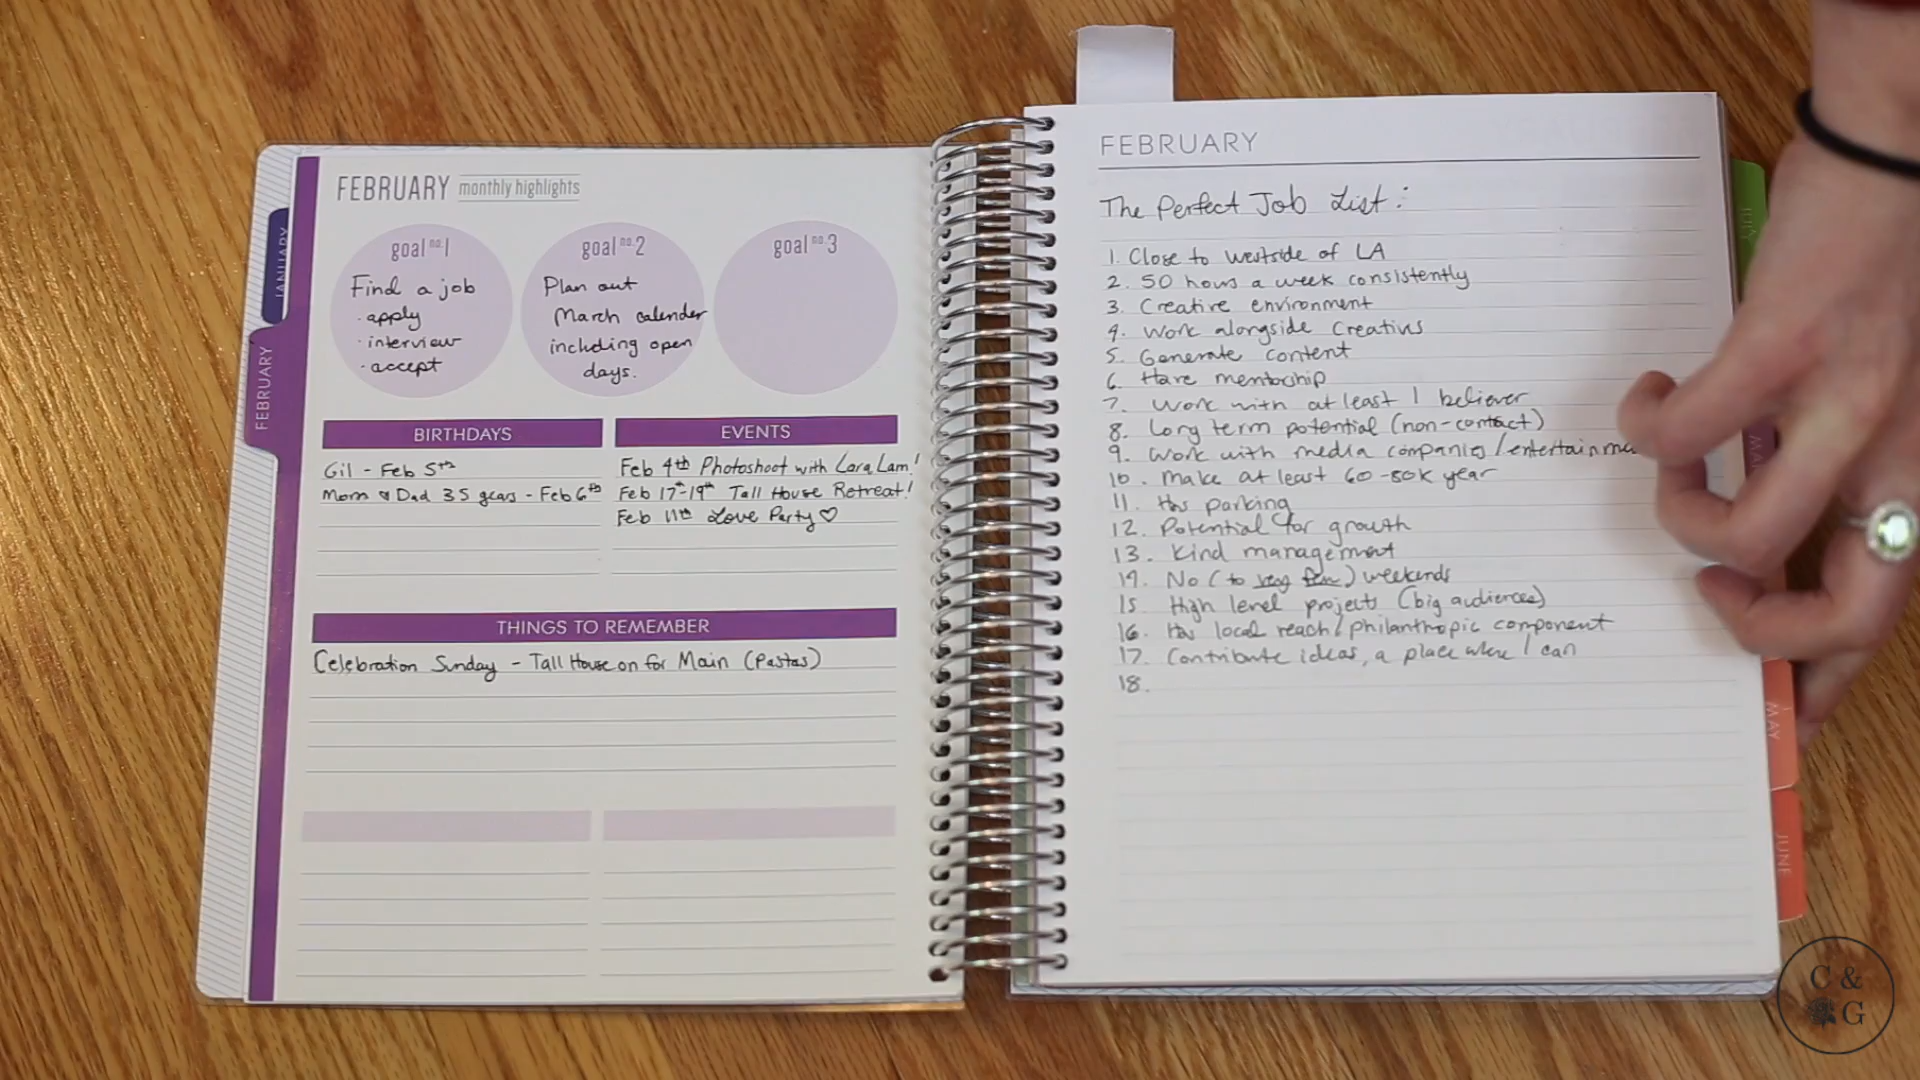 FEBRUARY monthly highlights
goal no. 1
Find a job
· apply
· interview
· accept
goal no. 2
Plan out
March calender
including open
days.
goal no. 3
BIRTHDAYS
Gil - Feb 5th
Mom & Dad 35 years - Feb 6th
EVENTS
Feb 4th Photoshoot with Lara Lam!
Feb 17th-19th Tall House Retreat!
Feb 11th Love Party ♡
THINGS TO REMEMBER
Celebration Sunday - Tall House on for Main (Pastas)
JANUARY
FEBRUARY
FEBRUARY
The Perfect Job List:
1. Close to westside of LA
2. 50 hours a week consistently
3. Creative environment
4. Work alongside Creatives
5. Generate content
6. Have mentorship
7. Work with at least 1 believer
8. Long term potential (non-contact)
9. Work with media companies/
10. Make at least 60-80K year
11. Has parking
12. Potential for growth
13. Kind management
14. No (to very few) weekends
15. High level projects (big audiences)
16. Has local reach/philanthropic component
17. Contribute ideas, a place where I can
18.
MAY
JUNE
C &
G